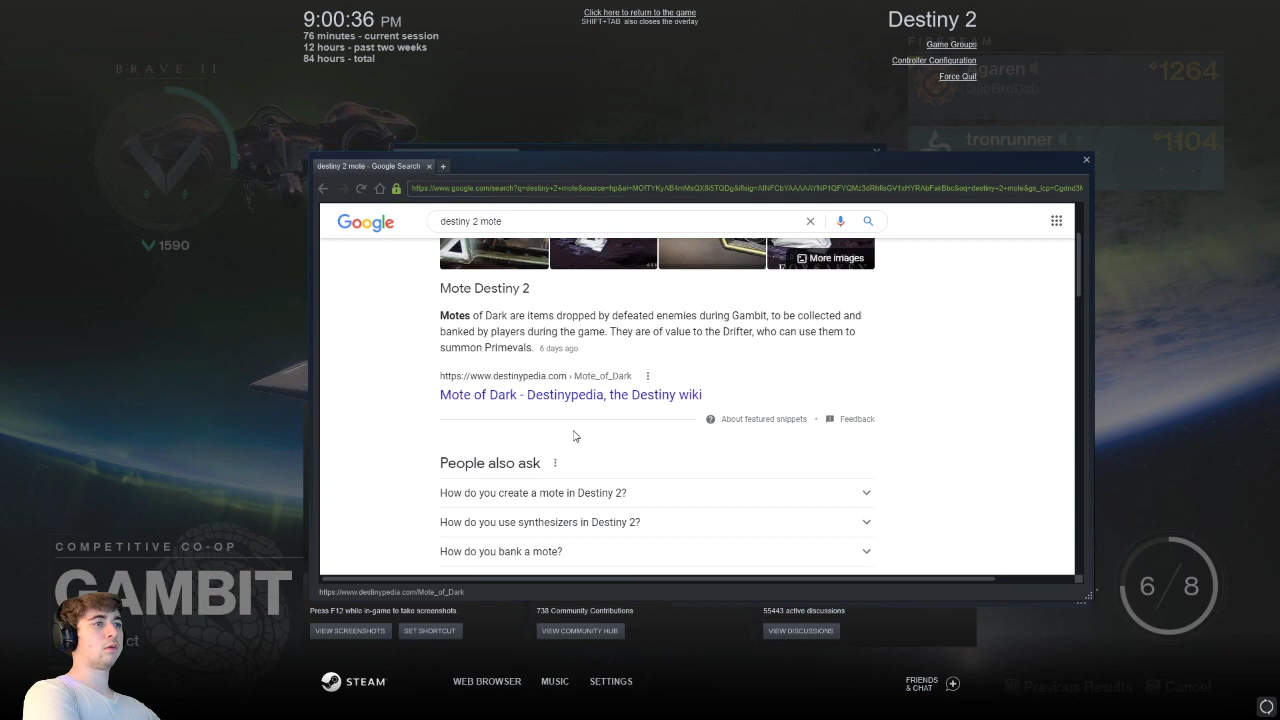 9:00:36 PM
76 minutes - current session
12 hours - past two weeks
84 hours - total
Click here to return to the game
SHIFT+TAB also closes the overlay
Destiny 2
FIRETEAM
Game Groups
Controller Configuration
Force Quit
BRAVE II
1590
agaren
DabBroDab
1264
tronrunner
1104
destiny 2 mote - Google Search
Google
destiny 2 mote
More images
Mote Destiny 2
Motes of Dark are items dropped by defeated enemies during Gambit, to be collected and
banked by players during the game. They are of value to the Drifter, who can use them to
summon Primevals. 6 days ago
https://www.destinypedia.com › Mote_of_Dark
Mote of Dark - Destinypedia, the Destiny wiki
About featured snippets · Feedback
People also ask
How do you create a mote in Destiny 2?
How do you use synthesizers in Destiny 2?
How do you bank a mote?
https://www.destinypedia.com/Mote_of_Dark
COMPETITIVE CO-OP
GAMBIT
ct
6/8
Press F12 while in-game to take screenshots
738 Community Contributions
55443 active discussions
VIEW SCREENSHOTS
SET SHORTCUT
VIEW COMMUNITY HUB
VIEW DISCUSSIONS
STEAM
WEB BROWSER
MUSIC
SETTINGS
FRIENDS
& CHAT
Previous Results
Cancel